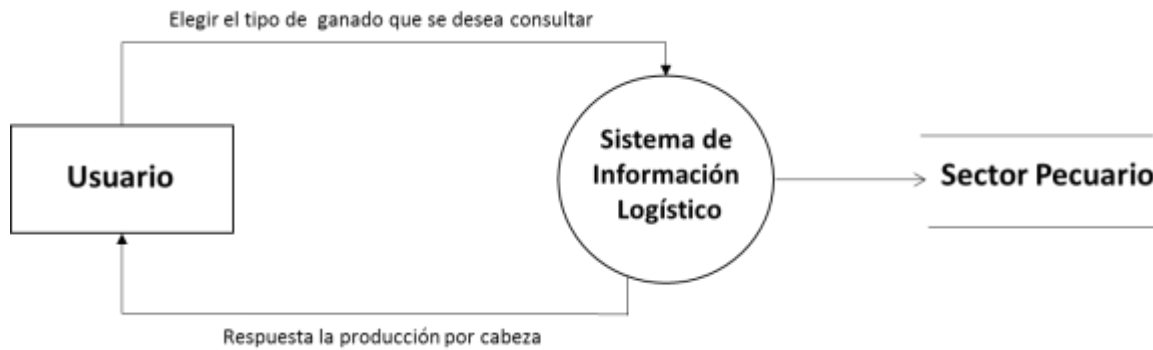 Elegir el tipo de ganado que se desea consultar
Usuario
Sistema de
Información
Logístico
Sector Pecuario
Respuesta la producción por cabeza